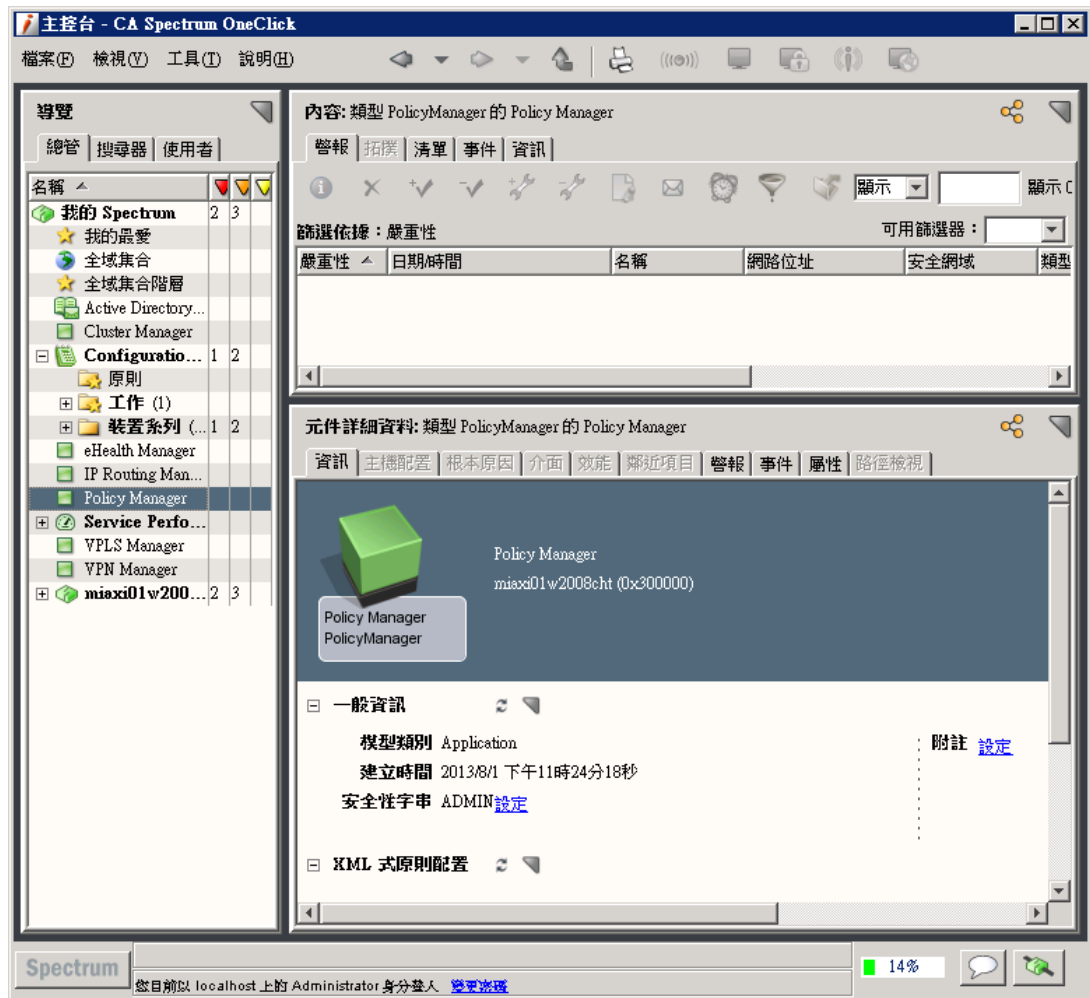 主控台 - CA Spectrum OneClick
檔案(F) 檢視(V) 工具(T) 說明(H)
導覽
總管 搜尋器 使用者
名稱
我的 Spectrum 2 3
我的最愛
全域集合
全域集合階層
Active Directory...
Cluster Manager
Configuratio... 1 2
原則
工作 (1)
裝置系列 (... 1 2
eHealth Manager
IP Routing Man...
Policy Manager
Service Perfo...
VPLS Manager
VPN Manager
miaxi01w200... 2 3
內容: 類型 PolicyManager 的 Policy Manager
警報 拓撲 清單 事件 資訊
顯示 顯示 (
篩選依據：嚴重性 可用篩選器：
嚴重性 日期/時間 名稱 網路位址 安全網域 類型
元件詳細資料: 類型 PolicyManager 的 Policy Manager
資訊 主機配置 根本原因 介面 效能 鄰近項目 警報 事件 屬性 路徑檢視
Policy Manager
miaxi01w2008cht (0x300000)
Policy Manager
PolicyManager
一般資訊
模型類別 Application 附註 設定
建立時間 2013/8/1 下午11時24分18秒
安全性字串 ADMIN設定
XML 式原則配置
Spectrum
14%
您目前以 localhost 上的 Administrator 身分登入 變更密碼